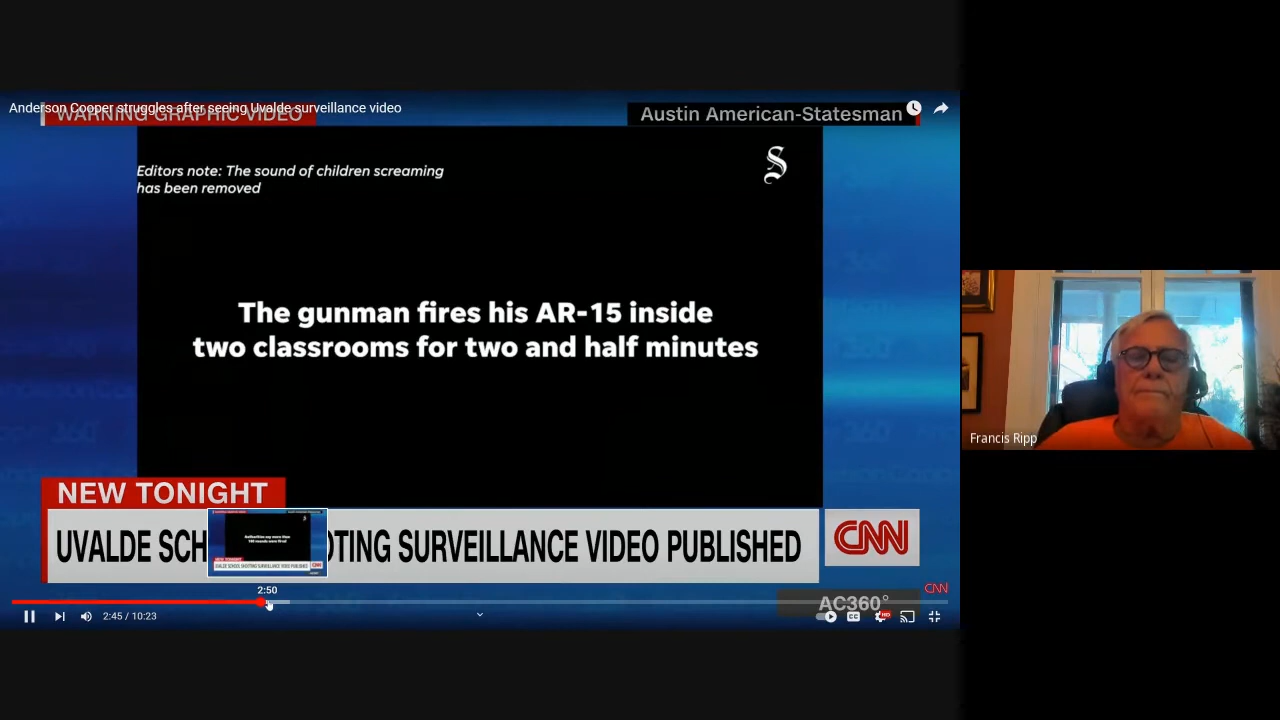 Anderson Cooper struggles after seeing Uvalde surveillance video
WARNING GRAPHIC VIDEO
Austin American-Statesman
Editors note: The sound of children screaming
has been removed
S
The gunman fires his AR-15 inside
two classrooms for two and half minutes
Francis Ripp
NEW TONIGHT
UVALDE SCH OTING SURVEILLANCE VIDEO PUBLISHED
CNN
2:50
CNN
AC360°
2:45 / 10:23
CC
HD